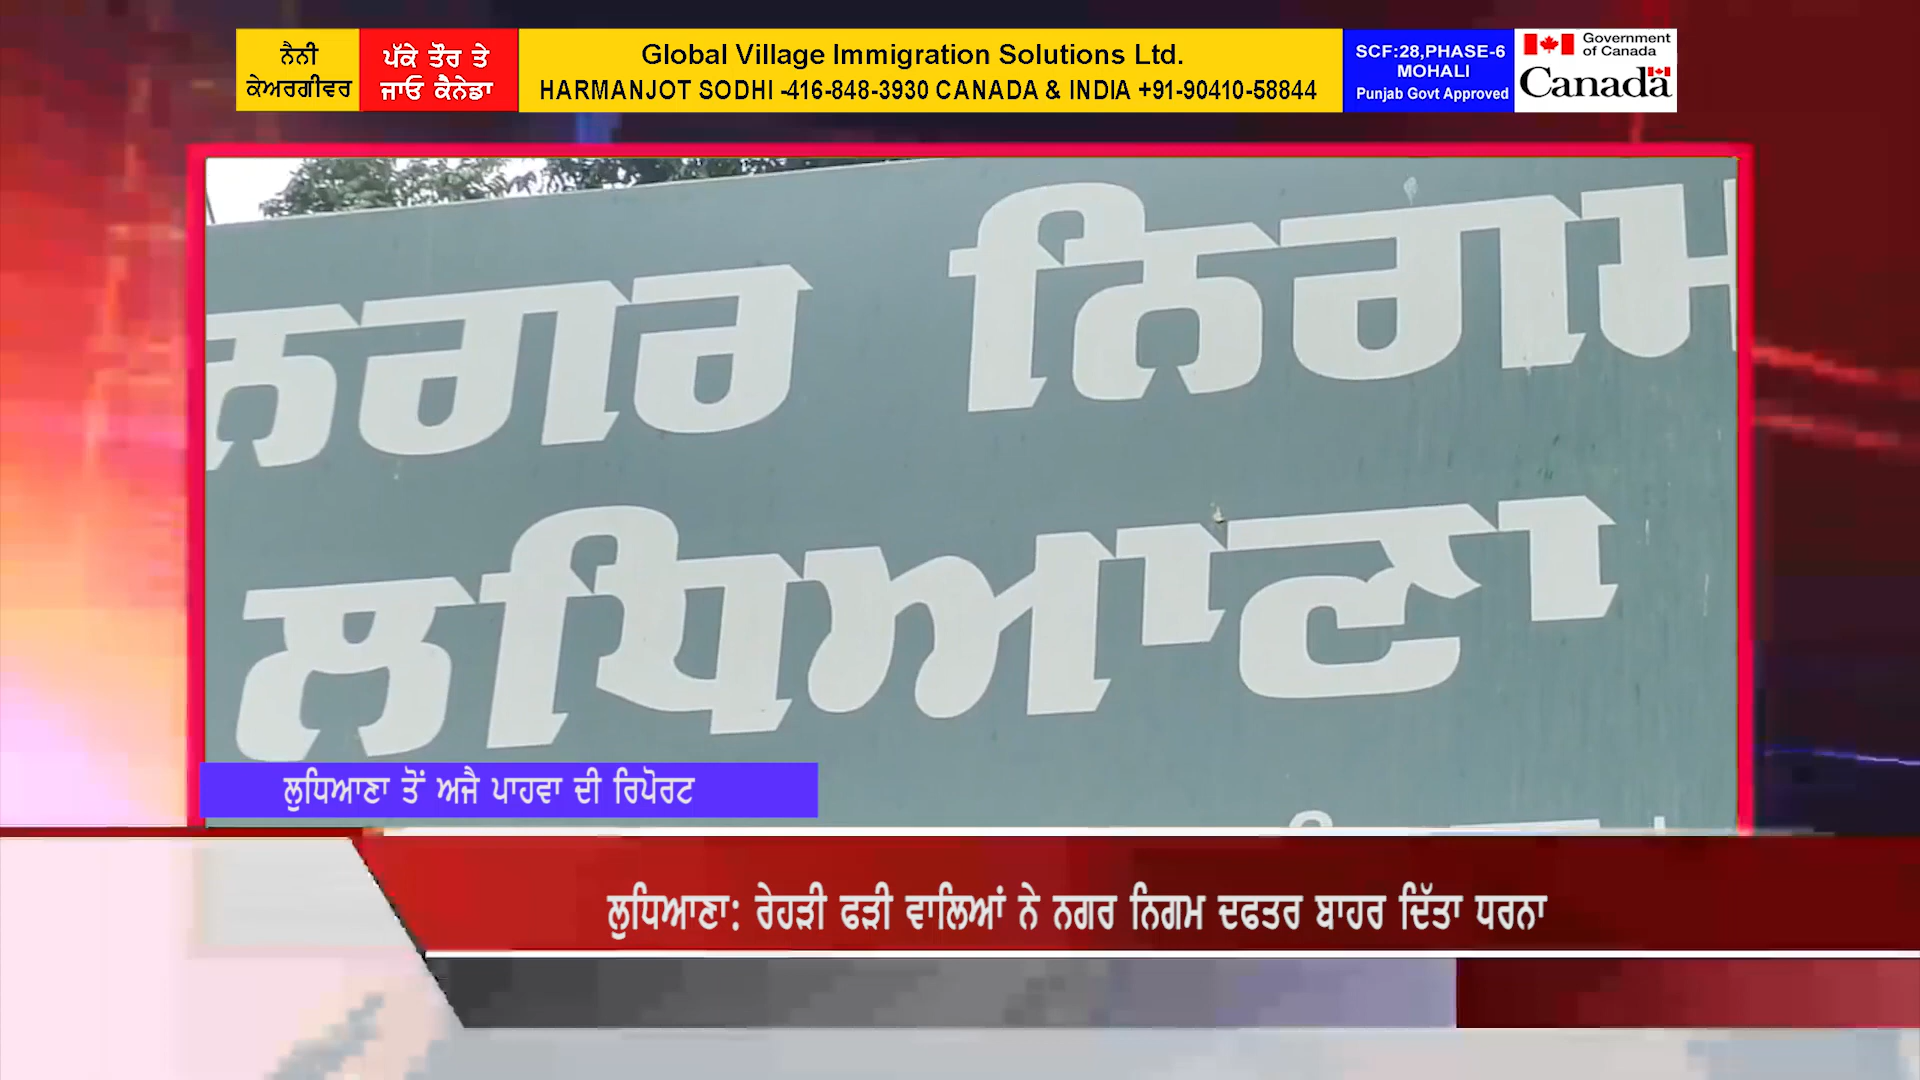 ਨੈਨੀ
ਕੇਅਰਗੀਵਰ
ਪੱਕੇ ਤੌਰ ਤੇ
ਜਾਓ ਕੈਨੇਡਾ
Global Village Immigration Solutions Ltd.
HARMANJOT SODHI -416-848-3930 CANADA & INDIA +91-90410-58844
SCF:28,PHASE-6
MOHALI
Punjab Govt Approved
Government
of Canada
Canada
ਨਗਰ ਨਿਗਮ
ਲਧਿਆਣਾ
ਲੁਧਿਆਣਾ ਤੋਂ ਅਜੈ ਪਾਹਵਾ ਦੀ ਰਿਪੋਰਟ
ਲੁਧਿਆਣਾ: ਰੇਹੜੀ ਫੜੀ ਵਾਲਿਆਂ ਨੇ ਨਗਰ ਨਿਗਮ ਦਫਤਰ ਬਾਹਰ ਦਿੱਤਾ ਧਰਨਾ